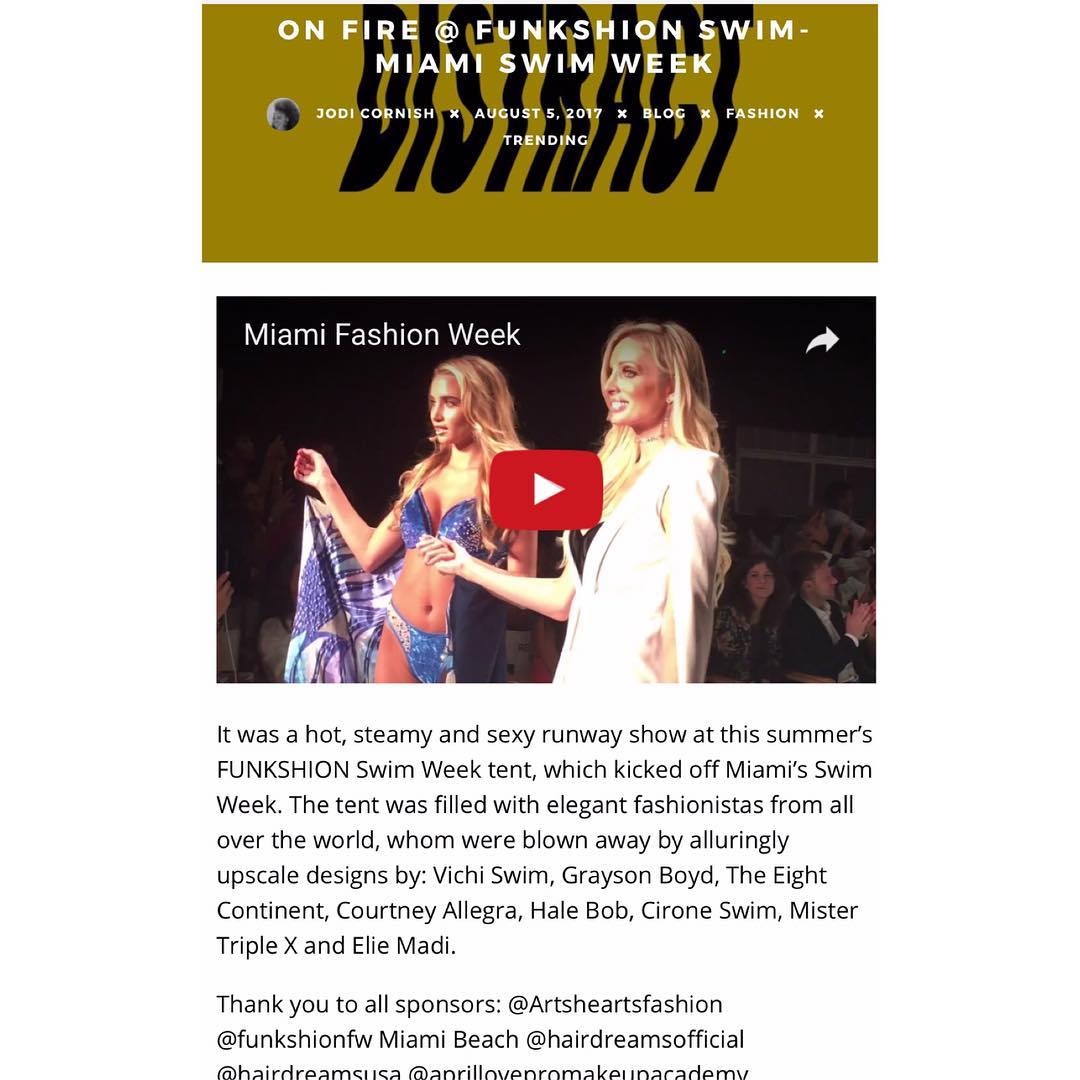 DISTRACT
ON FIRE @ FUNKSHION SWIM-
MIAMI SWIM WEEK
JODI CORNISH × AUGUST 5, 2017 × BLOG × FASHION ×
TRENDING
Miami Fashion Week
It was a hot, steamy and sexy runway show at this summer’s
FUNKSHION Swim Week tent, which kicked off Miami’s Swim
Week. The tent was filled with elegant fashionistas from all
over the world, whom were blown away by alluringly
upscale designs by: Vichi Swim, Grayson Boyd, The Eight
Continent, Courtney Allegra, Hale Bob, Cirone Swim, Mister
Triple X and Elie Madi.
Thank you to all sponsors: @Artsheartsfashion
@funkshionfw Miami Beach @hairdreamsofficial
@hairdreamsusa @aprillovepromakeupacademy